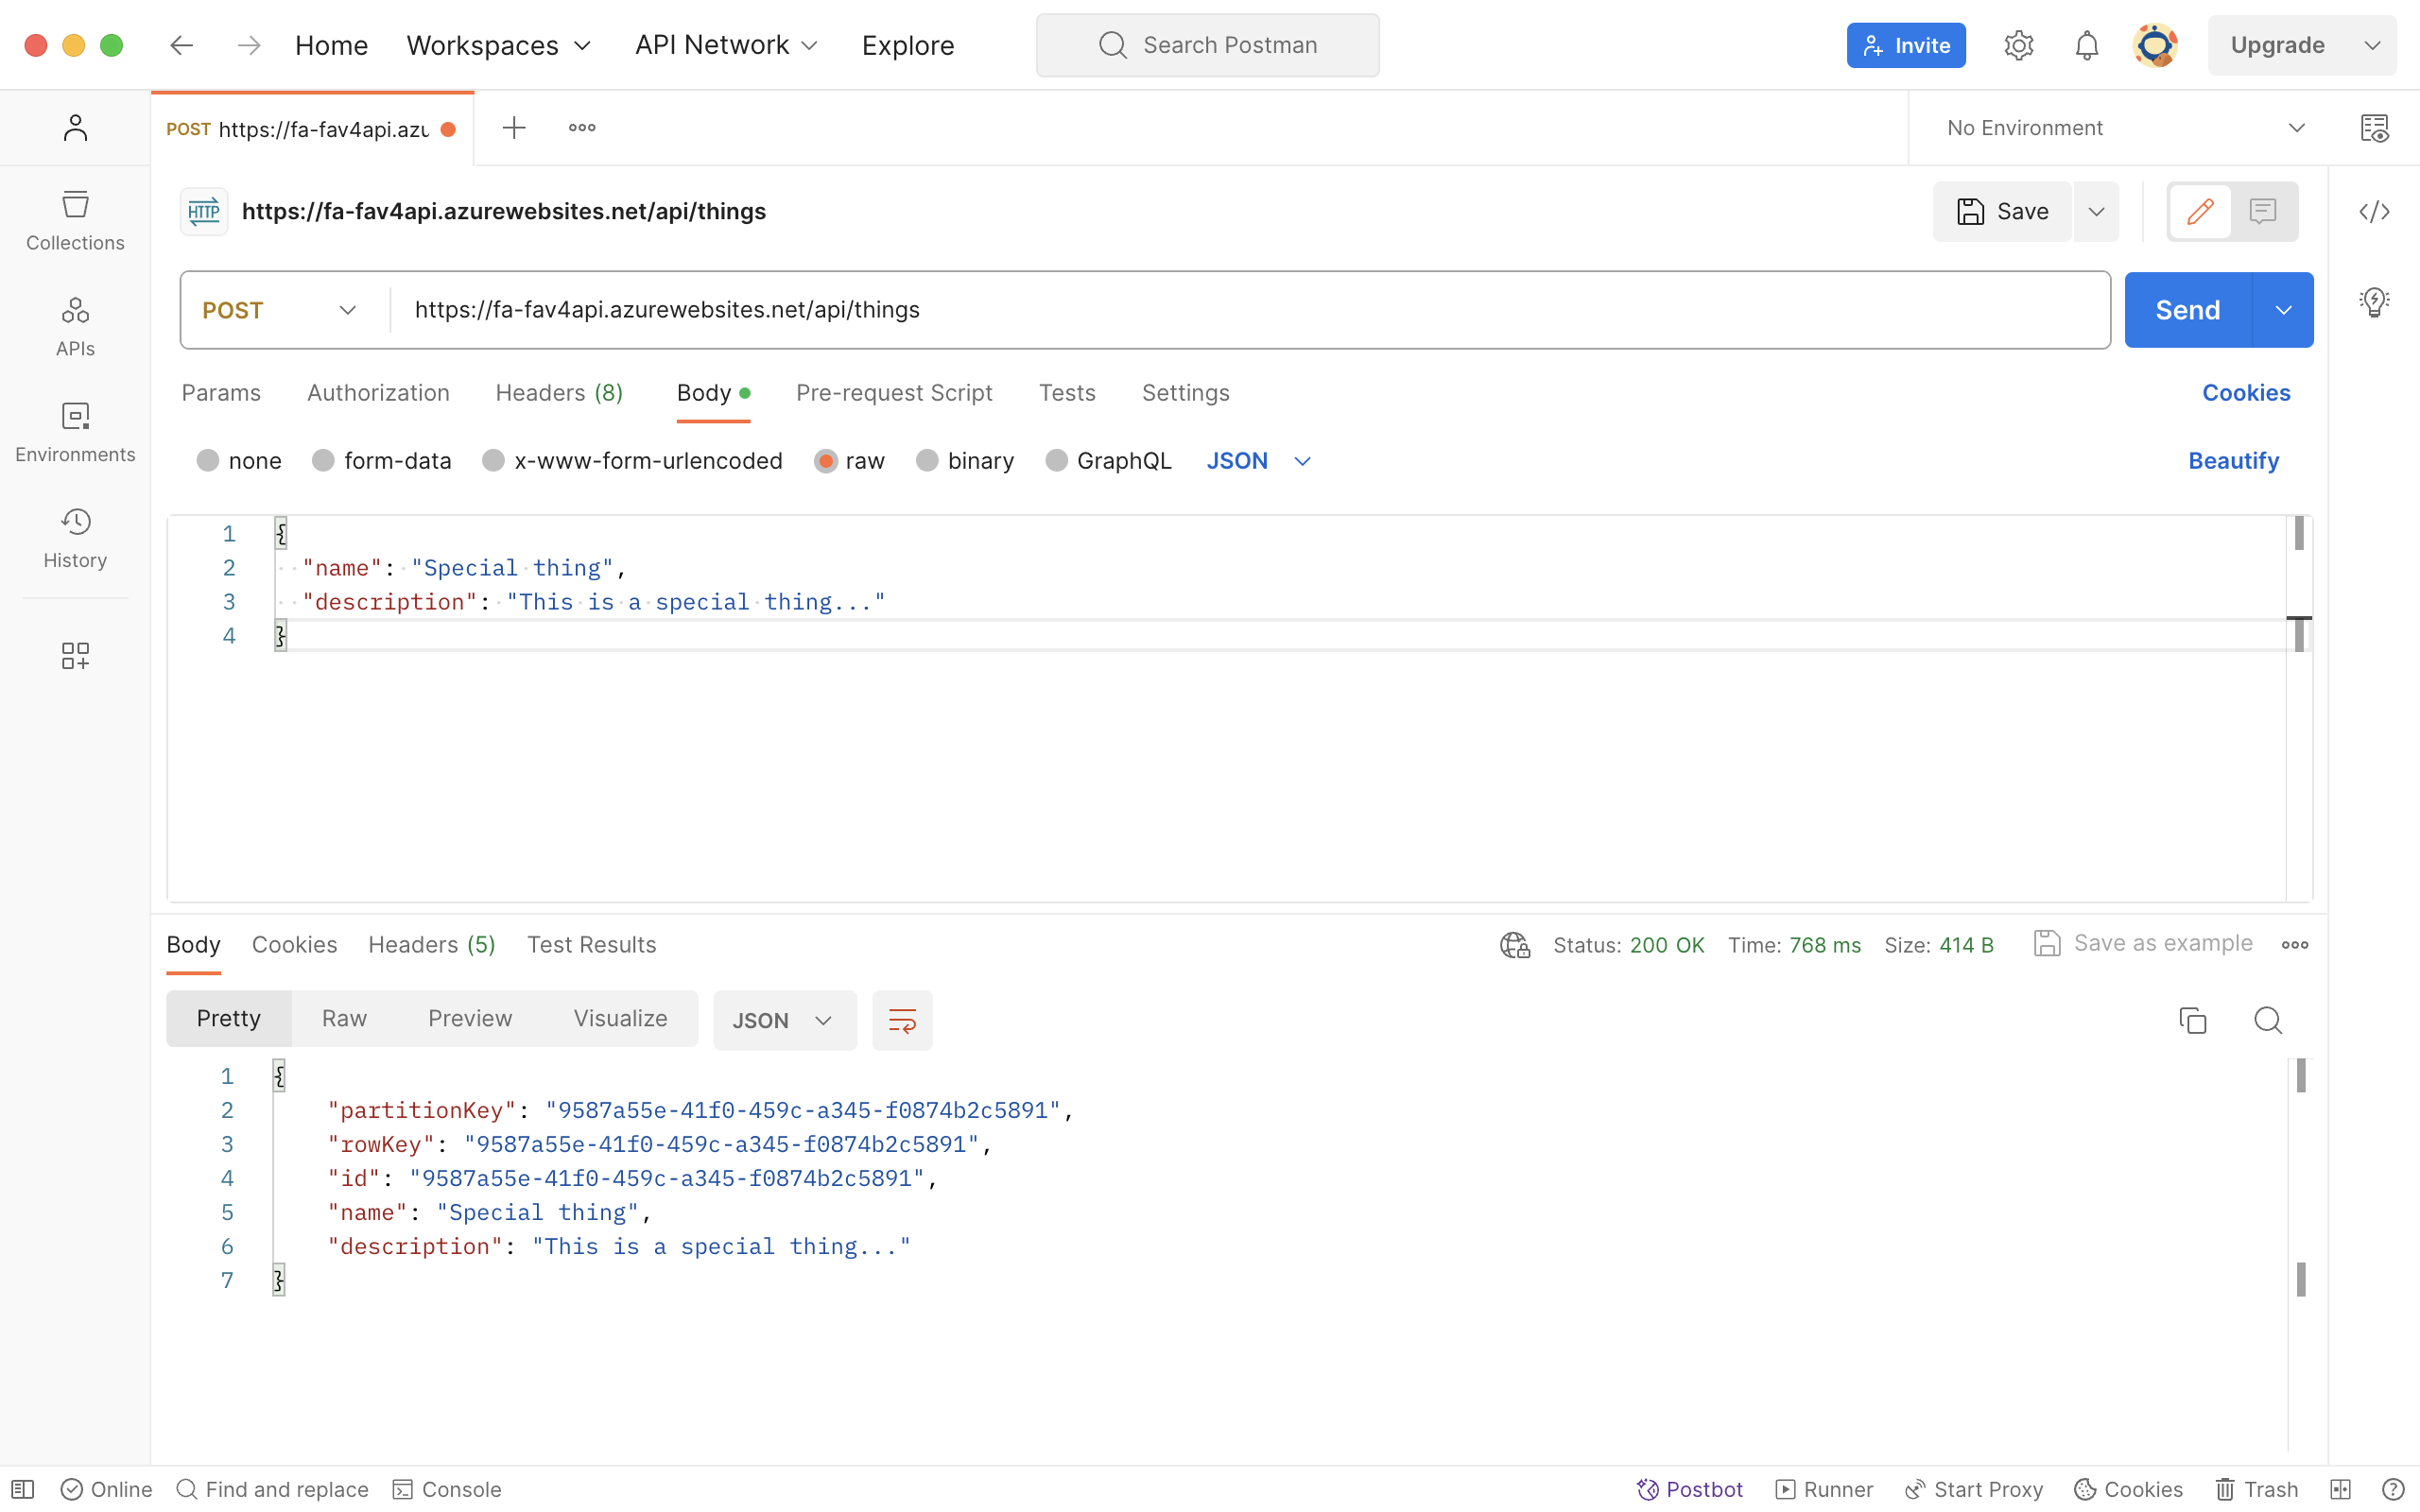 Home Workspaces API Network Explore Search Postman Invite Upgrade
POST https://fa-fav4api.azu No Environment
HTTP https://fa-fav4api.azurewebsites.net/api/things Save
POST https://fa-fav4api.azurewebsites.net/api/things Send
Params Authorization Headers (8) Body Pre-request Script Tests Settings Cookies
none form-data x-www-form-urlencoded raw binary GraphQL JSON Beautify
Collections
APIs
Environments
History
1 {
2 "name": "Special thing",
3 "description": "This is a special thing..."
4 }
Body Cookies Headers (5) Test Results Status: 200 OK Time: 768 ms Size: 414 B Save as example
Pretty Raw Preview Visualize JSON
1 {
2 "partitionKey": "9587a55e-41f0-459c-a345-f0874b2c5891",
3 "rowKey": "9587a55e-41f0-459c-a345-f0874b2c5891",
4 "id": "9587a55e-41f0-459c-a345-f0874b2c5891",
5 "name": "Special thing",
6 "description": "This is a special thing..."
7 }
Online Find and replace Console Postbot Runner Start Proxy Cookies Trash